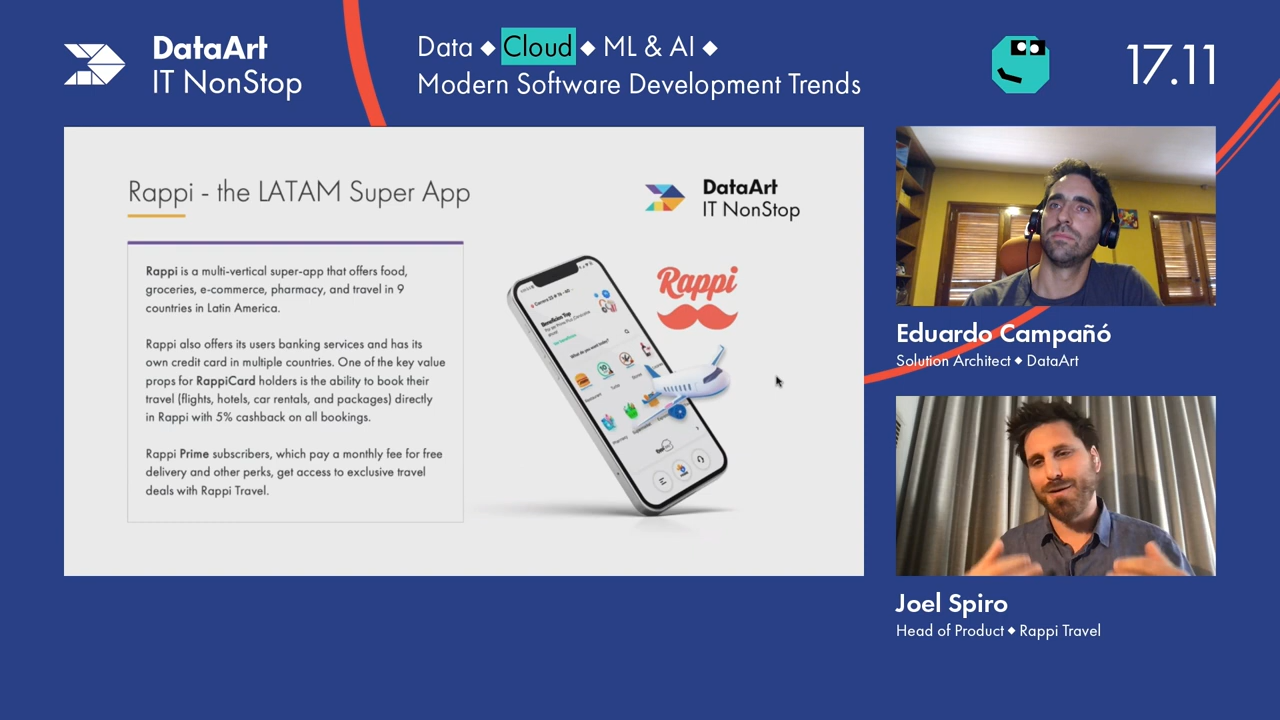 DataArt
IT NonStop
Data ◆ Cloud ◆ ML & AI ◆
Modern Software Development Trends
17.11
Rappi - the LATAM Super App
DataArt
IT NonStop
Rappi is a multi-vertical super-app that offers food,
groceries, e-commerce, pharmacy, and travel in 9
countries in Latin America.
Rappi also offers its users banking services and has its
own credit card in multiple countries. One of the key value
props for RappiCard holders is the ability to book their
travel (flights, hotels, car rentals, and packages) directly
in Rappi with 5% cashback on all bookings.
Rappi Prime subscribers, which pay a monthly fee for free
delivery and other perks, get access to exclusive travel
deals with Rappi Travel.
Rappi
What do you want today?
Eduardo Campañó
Solution Architect ◆ DataArt
Joel Spiro
Head of Product ◆ Rappi Travel